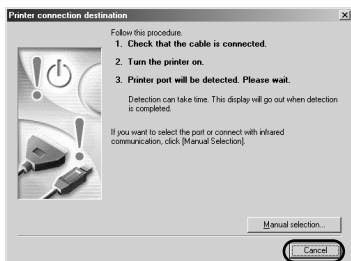 Printer connection destination
Follow this procedure.
1. Check that the cable is connected.
2. Turn the printer on.
3. Printer port will be detected. Please wait.
Detection can take time. This display will go out when detection
is completed.
If you want to select the port or connect with infrared
communication, click [Manual Selection].
Manual selection...
Cancel